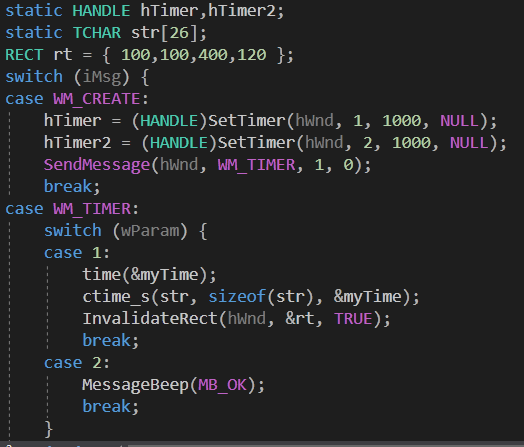 static HANDLE hTimer,hTimer2;
static TCHAR str[26];
RECT rt = { 100,100,400,120 };
switch (iMsg) {
case WM_CREATE:
hTimer = (HANDLE)SetTimer(hWnd, 1, 1000, NULL);
hTimer2 = (HANDLE)SetTimer(hWnd, 2, 1000, NULL);
SendMessage(hWnd, WM_TIMER, 1, 0);
break;
case WM_TIMER:
switch (wParam) {
case 1:
time(&myTime);
ctime_s(str, sizeof(str), &myTime);
InvalidateRect(hWnd, &rt, TRUE);
break;
case 2:
MessageBeep(MB_OK);
break;
}